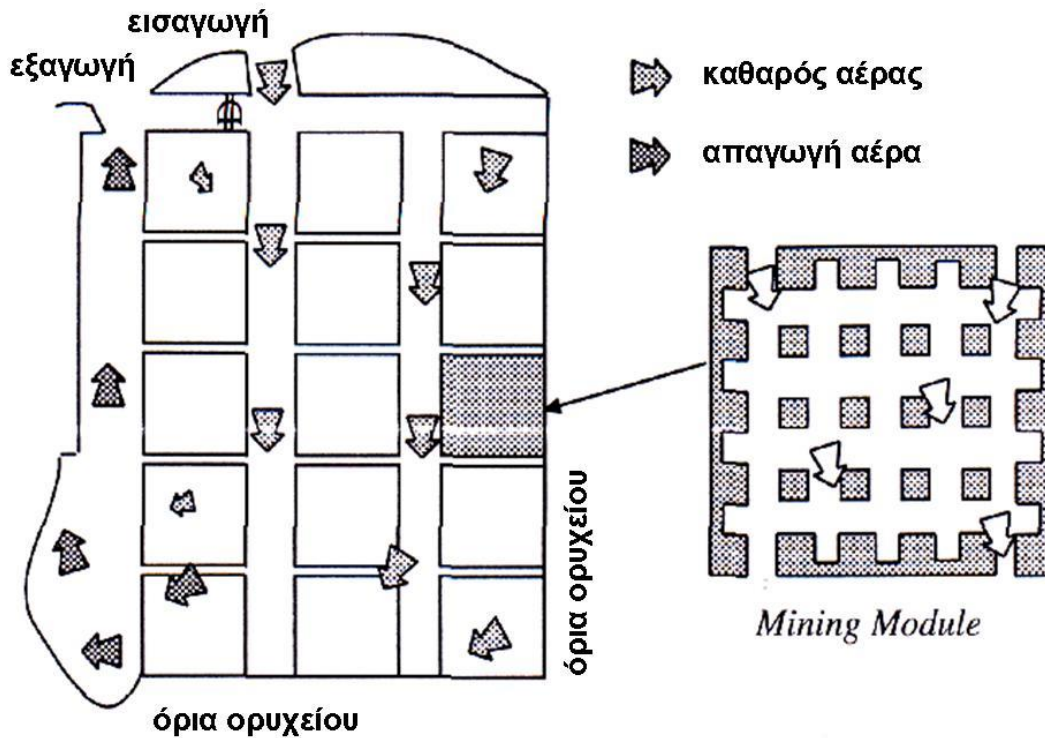 εισαγωγή
εξαγωγή
καθαρός αέρας
απαγωγή αέρα
όρια ορυχείου
Mining Module
όρια ορυχείου